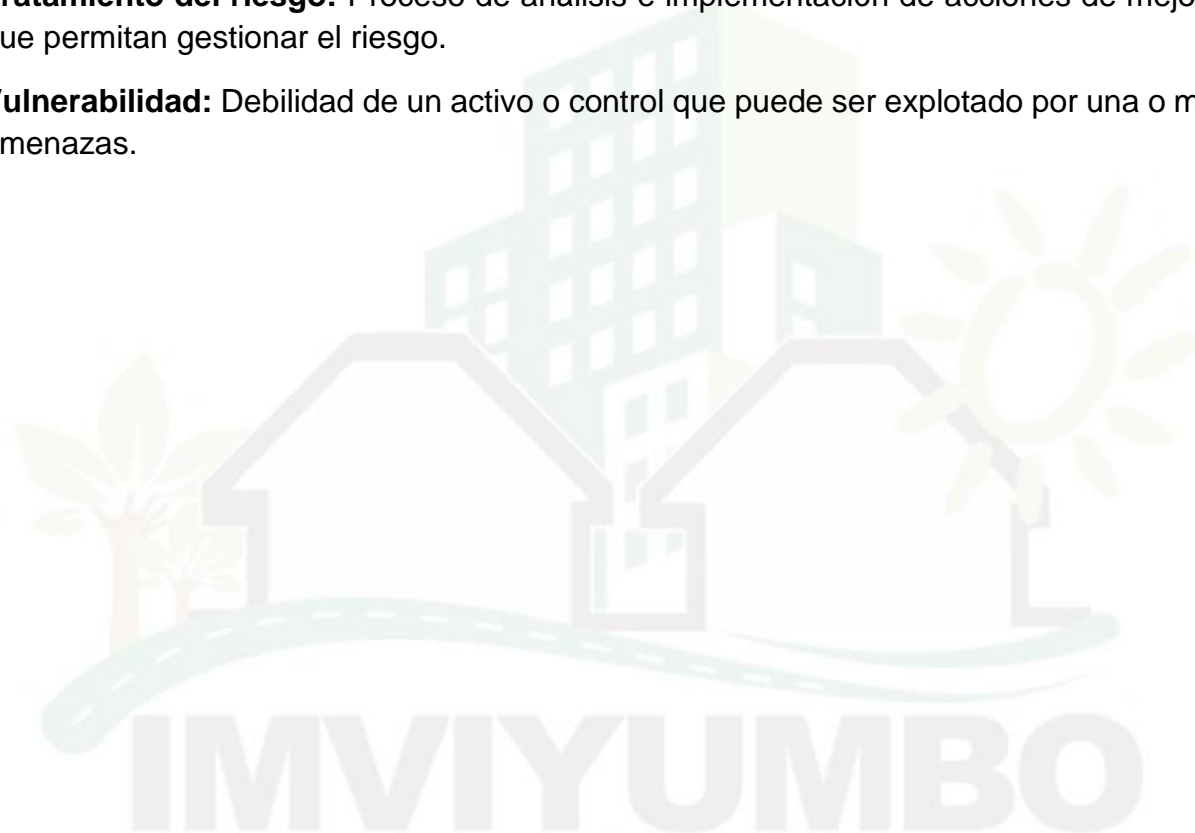 ratamiento del riesgo: Proceso de análisis e implementación de acciones de mejo
ue permitan gestionar el riesgo.
ulnerabilidad: Debilidad de un activo o control que puede ser explotado por una o m
menazas.
IMVIYUMBO